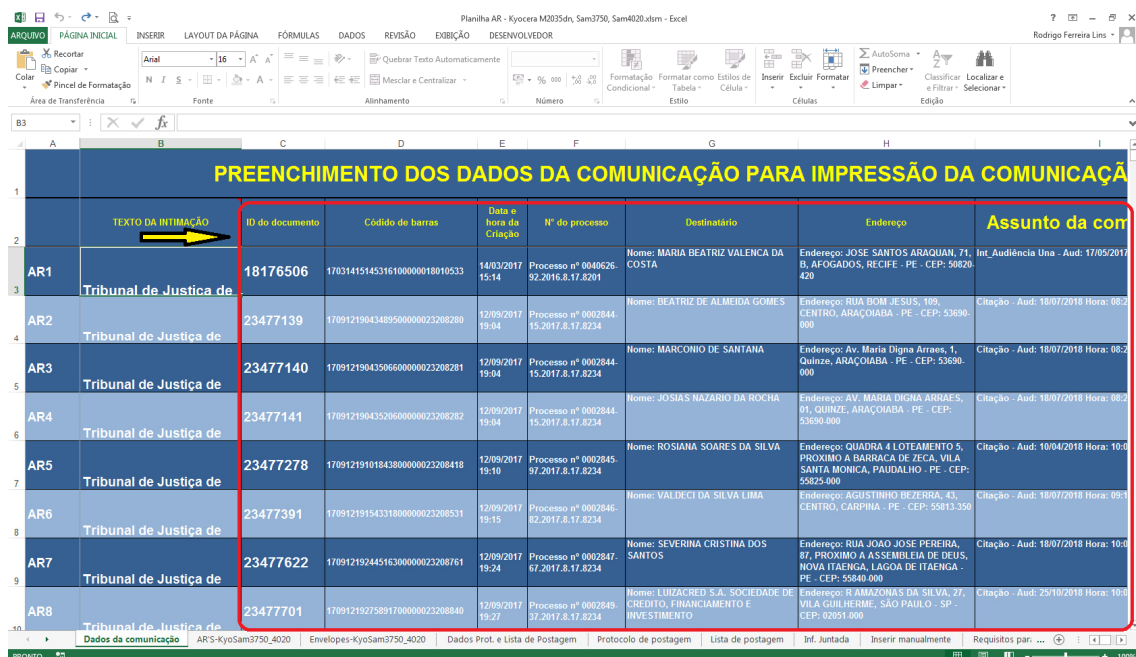 Planilha AR - Kyocera M2035dn, Sam3750, Sam4020.xlsm - Excel
ARQUIVO PÁGINA INICIAL INSERIR LAYOUT DA PÁGINA FÓRMULAS DADOS REVISÃO EXIBIÇÃO DESENVOLVEDOR Rodrigo Ferreira Lins
Recortar
Copiar
Pincel de Formatação
Colar
Área de Transferência
Arial 16
N I S
Fonte
Quebrar Texto Automaticamente
Mesclar e Centralizar
Alinhamento
% 000
Número
Formatação Condicional
Formatar como Tabela
Estilos de Célula
Estilo
Inserir Excluir Formatar
Células
AutoSoma
Preencher
Limpar
Classificar e Filtrar
Localizar e Selecionar
Edição
B3 fx
A B C D E F G H I
1 PREENCHIMENTO DOS DADOS DA COMUNICAÇÃO PARA IMPRESSÃO DA COMUNICAÇÃ
2 TEXTO DA INTIMAÇÃO ID do documento Códido de barras Data e hora da Criação N° do processo Destinatário Endereço Assunto da com
3 AR1 Tribunal de Justiça de 18176506 17031415145316100000018010533 14/03/2017 15:14 Processo nº 0040626-92.2016.8.17.8201 Nome: MARIA BEATRIZ VALENCA DA COSTA Endereço: JOSE SANTOS ARAQUAN, 71, B, AFOGADOS, RECIFE - PE - CEP: 50820-420 Int_Audiência Una - Aud: 17/05/2017
4 AR2 Tribunal de Justiça de 23477139 17091219043489500000023208280 12/09/2017 19:04 Processo nº 0002844-15.2017.8.17.8234 Nome: BEATRIZ DE ALMEIDA GOMES Endereço: RUA BOM JESUS, 109, CENTRO, ARAÇOIABA - PE - CEP: 53690-000 Citação - Aud: 18/07/2018 Hora: 08:2
5 AR3 Tribunal de Justiça de 23477140 17091219043506600000023208281 12/09/2017 19:04 Processo nº 0002844-15.2017.8.17.8234 Nome: MARCONIO DE SANTANA Endereço: Av. Maria Digna Arraes, 1, Quinze, ARAÇOIABA - PE - CEP: 53690-000 Citação - Aud: 18/07/2018 Hora: 08:2
6 AR4 Tribunal de Justiça de 23477141 17091219043520600000023208282 12/09/2017 19:04 Processo nº 0002844-15.2017.8.17.8234 Nome: JOSIAS NAZARIO DA ROCHA Endereço: AV. MARIA DIGNA ARRAES, 01, QUINZE, ARAÇOIABA - PE - CEP: 53690-000 Citação - Aud: 18/07/2018 Hora: 08:2
7 AR5 Tribunal de Justiça de 23477278 17091219101843800000023208418 12/09/2017 19:10 Processo nº 0002845-97.2017.8.17.8234 Nome: ROSIANA SOARES DA SILVA Endereço: QUADRA 4 LOTEAMENTO 5, PROXIMO A BARRACA DE ZECA, VILA SANTA MONICA, PAUDALHO - PE - CEP: 55825-000 Citação - Aud: 10/04/2018 Hora: 10:0
8 AR6 Tribunal de Justiça de 23477391 17091219154331800000023208531 12/09/2017 19:15 Processo nº 0002846-82.2017.8.17.8234 Nome: VALDECI DA SILVA LIMA Endereço: AGUSTINHO BEZERRA, 43, CENTRO, CARPINA - PE - CEP: 55813-350 Citação - Aud: 18/07/2018 Hora: 09:1
9 AR7 Tribunal de Justiça de 23477622 17091219244516300000023208761 12/09/2017 19:24 Processo nº 0002847-67.2017.8.17.8234 Nome: SEVERINA CRISTINA DOS SANTOS Endereço: RUA JOAO JOSE PEREIRA, 87, PROXIMO A ASSEMBLEIA DE DEUS, NOVA ITAENGA, LAGOA DE ITAENGA - PE - CEP: 55840-000 Citação - Aud: 18/07/2018 Hora: 10:0
10 AR8 Tribunal de Justiça de 23477701 17091219275891700000023208840 12/09/2017 19:27 Processo nº 0002849-37.2017.8.17.8234 Nome: LUIZACRED S.A. SOCIEDADE DE CREDITO, FINANCIAMENTO E INVESTIMENTO Endereço: R AMAZONAS DA SILVA, 27, VILA GUILHERME, SÃO PAULO - SP - CEP: 02051-000 Citação - Aud: 25/10/2018 Hora: 10:0
Dados da comunicação AR'S-KyoSam3750_4020 Envelopes-KyoSam3750_4020 Dados Prot. e Lista de Postagem Protocolo de postagem Lista de postagem Inf. Juntada Inserir manualmente Requisitos par: ...
PRONTO 100%